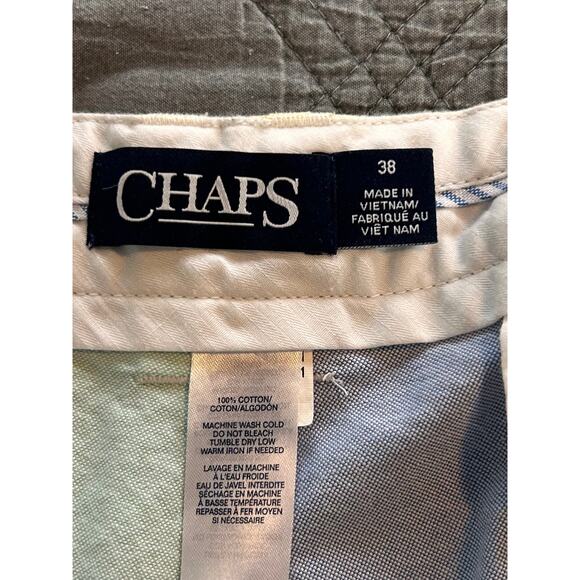 CHAPS
38
MADE IN
VIETNAM/
FABRIQUÉ AU
VIÊT NAM
1
100% COTTON/
COTON/ALGODÓN
MACHINE WASH COLD
DO NOT BLEACH
TUMBLE DRY LOW
WARM IRON IF NEEDED
LAVAGE EN MACHINE
À L'EAU FROIDE
EAU DE JAVEL INTERDITE
SÉCHAGE EN MACHINE
À BASSE TEMPÉRATURE
REPASSER À FER MOYEN
SI NÉCESSAIRE